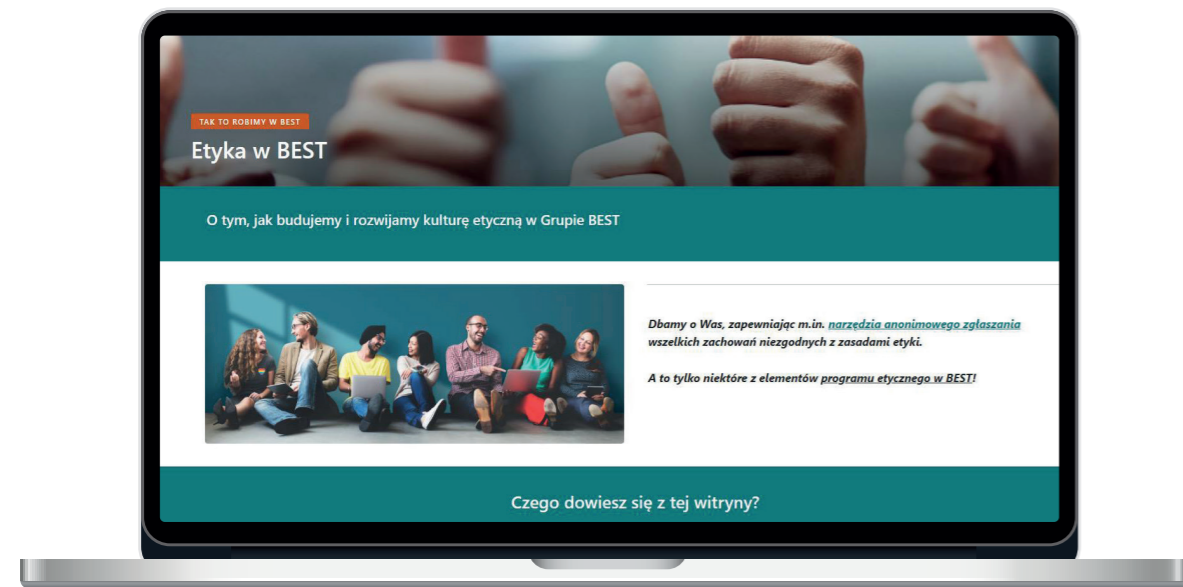 TAK TO ROBIMY W BEST
Etyka w BEST
O tym, jak budujemy i rozwijamy kulturę etyczną w Grupie BEST
Dbamy o Was, zapewniając m.in. narzędzia anonimowego zgłaszania
wszelkich zachowań niezgodnych z zasadami etyki.
A to tylko niektóre z elementów programu etycznego w BEST!
Czego dowiesz się z tej witryny?